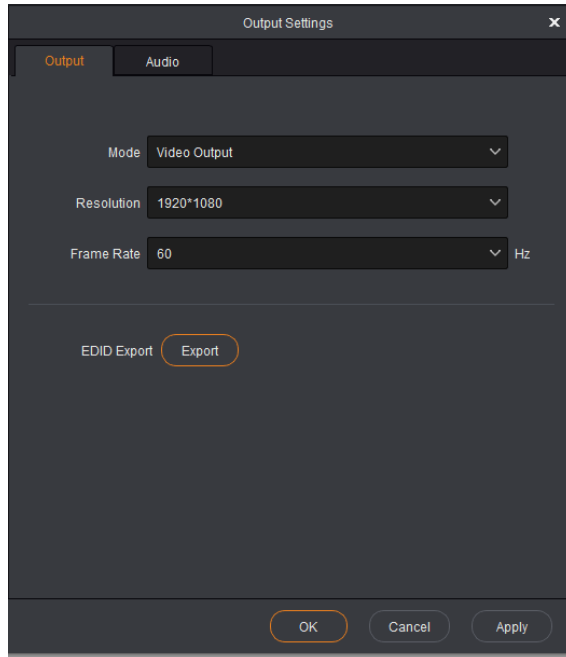 Output Settings x
Output Audio
Mode Video Output
Resolution 1920*1080
Frame Rate 60 Hz
EDID Export Export
OK Cancel Apply